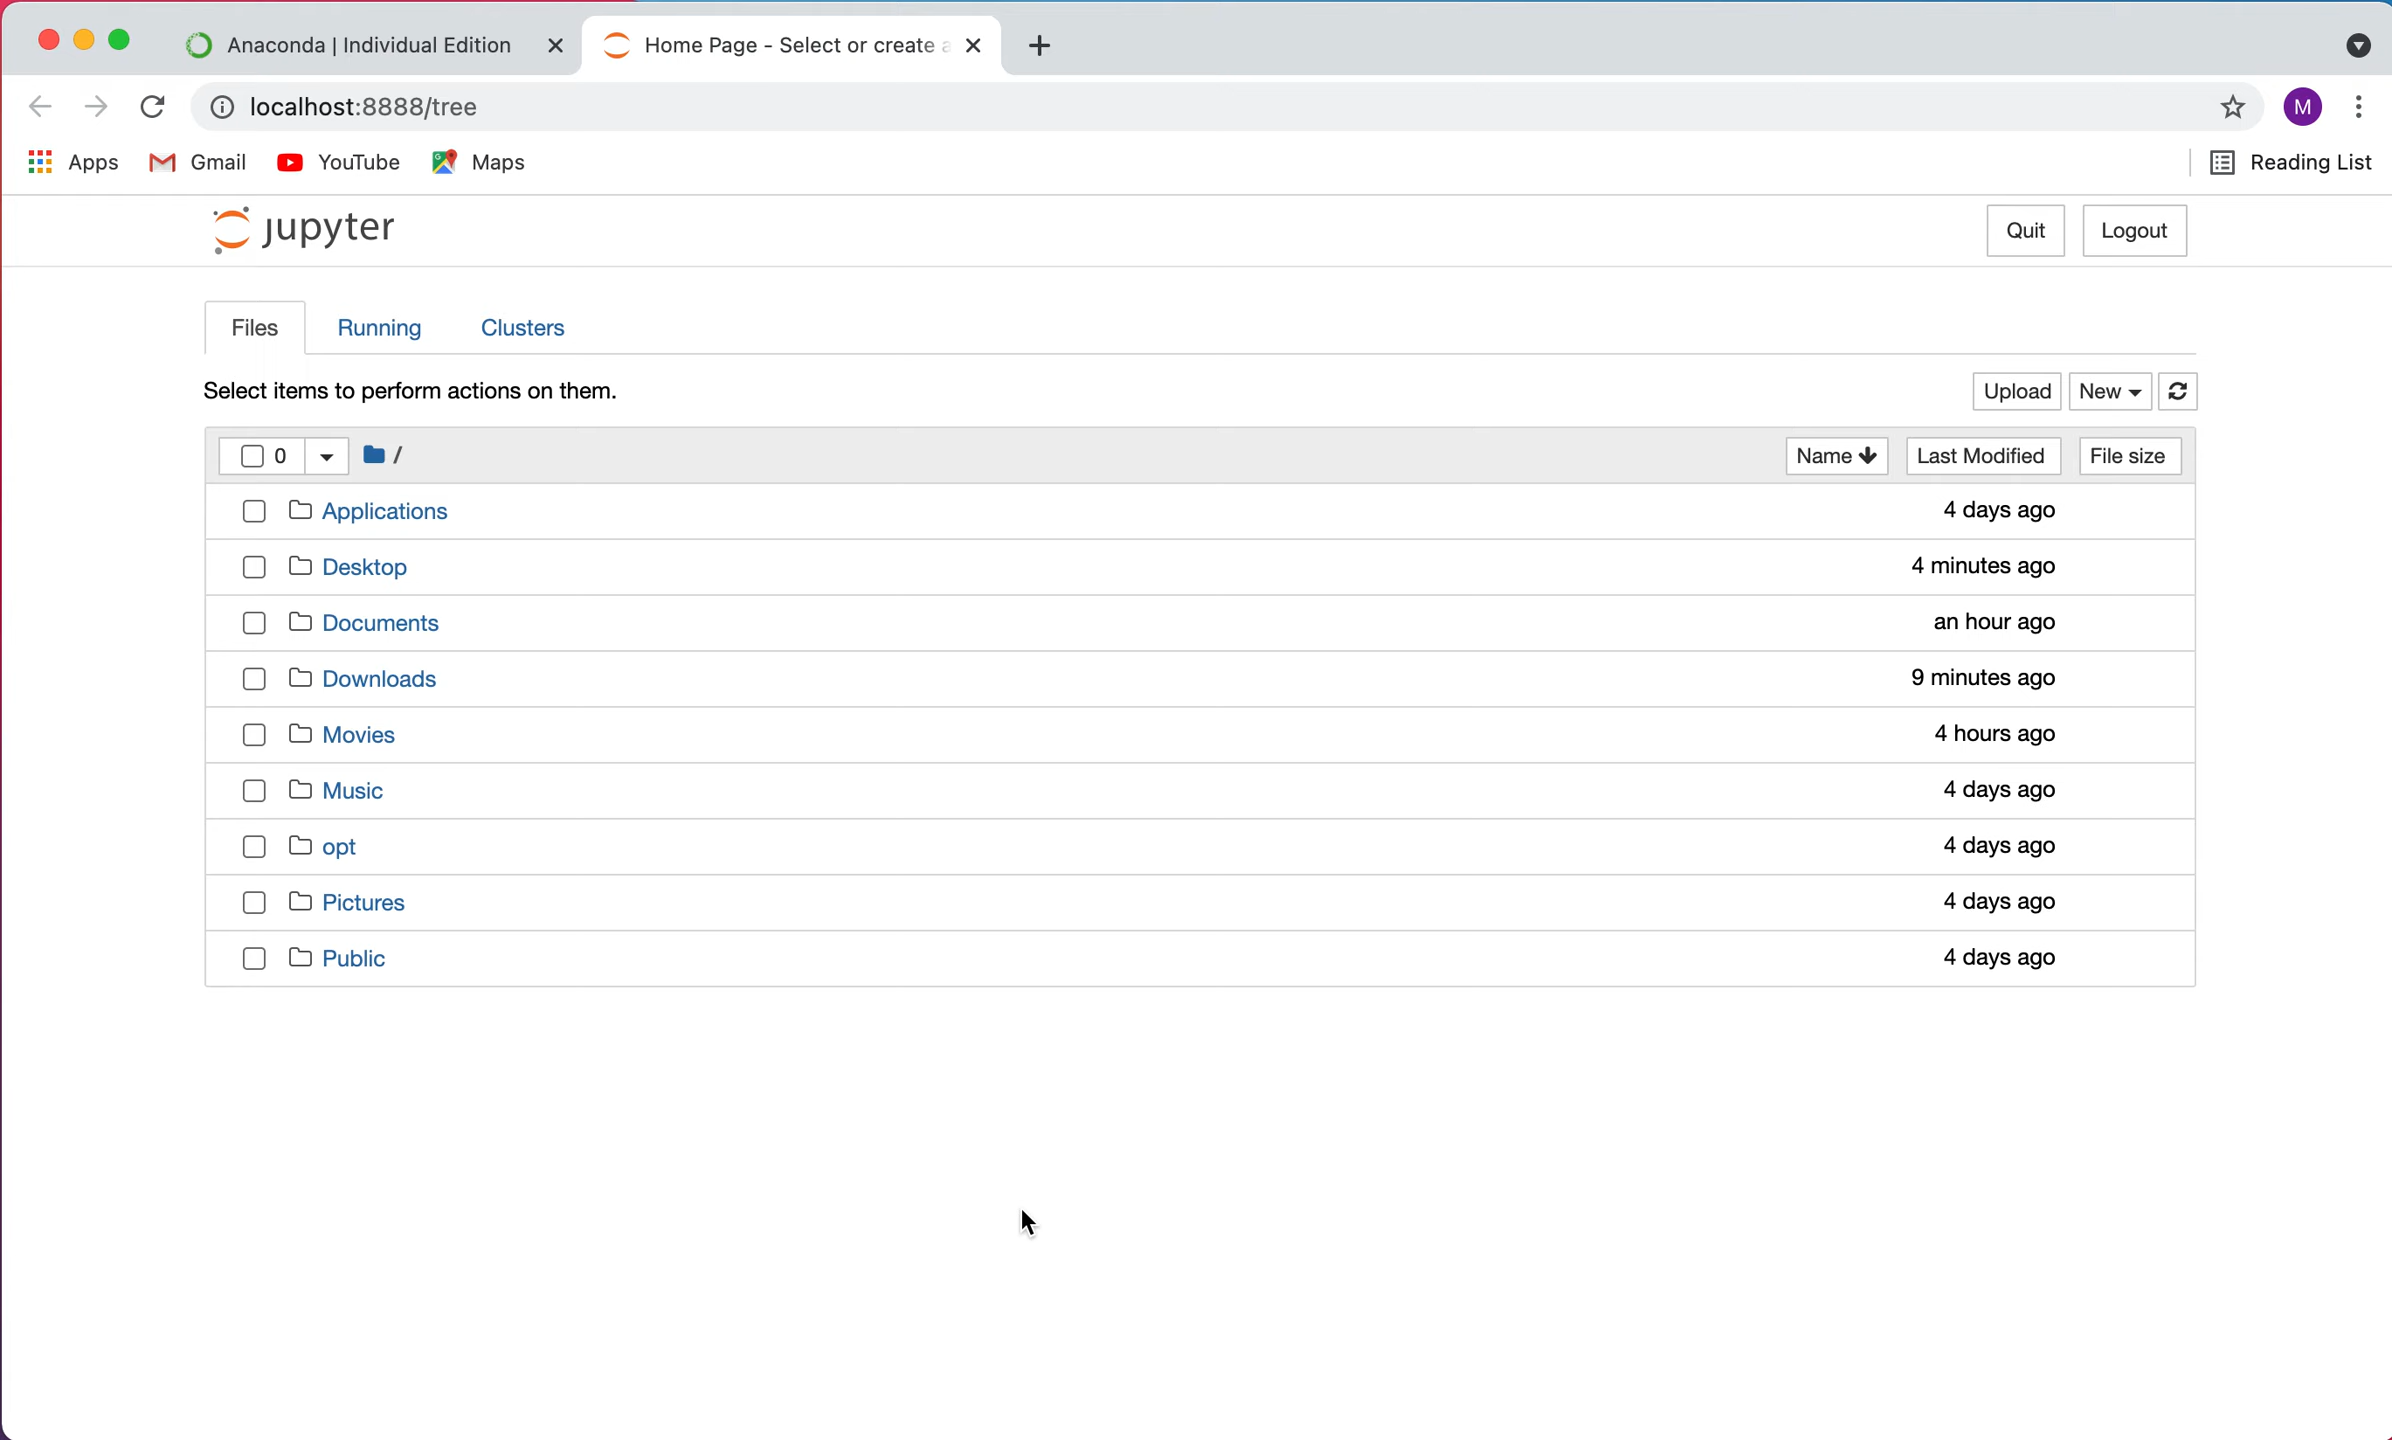 Anaconda | Individual Edition
Home Page - Select or create a
localhost:8888/tree
M
Apps Gmail YouTube Maps Reading List
jupyter Quit Logout
Files Running Clusters
Select items to perform actions on them. Upload New
0 / Name Last Modified File size
Applications 4 days ago
Desktop 4 minutes ago
Documents an hour ago
Downloads 9 minutes ago
Movies 4 hours ago
Music 4 days ago
opt 4 days ago
Pictures 4 days ago
Public 4 days ago